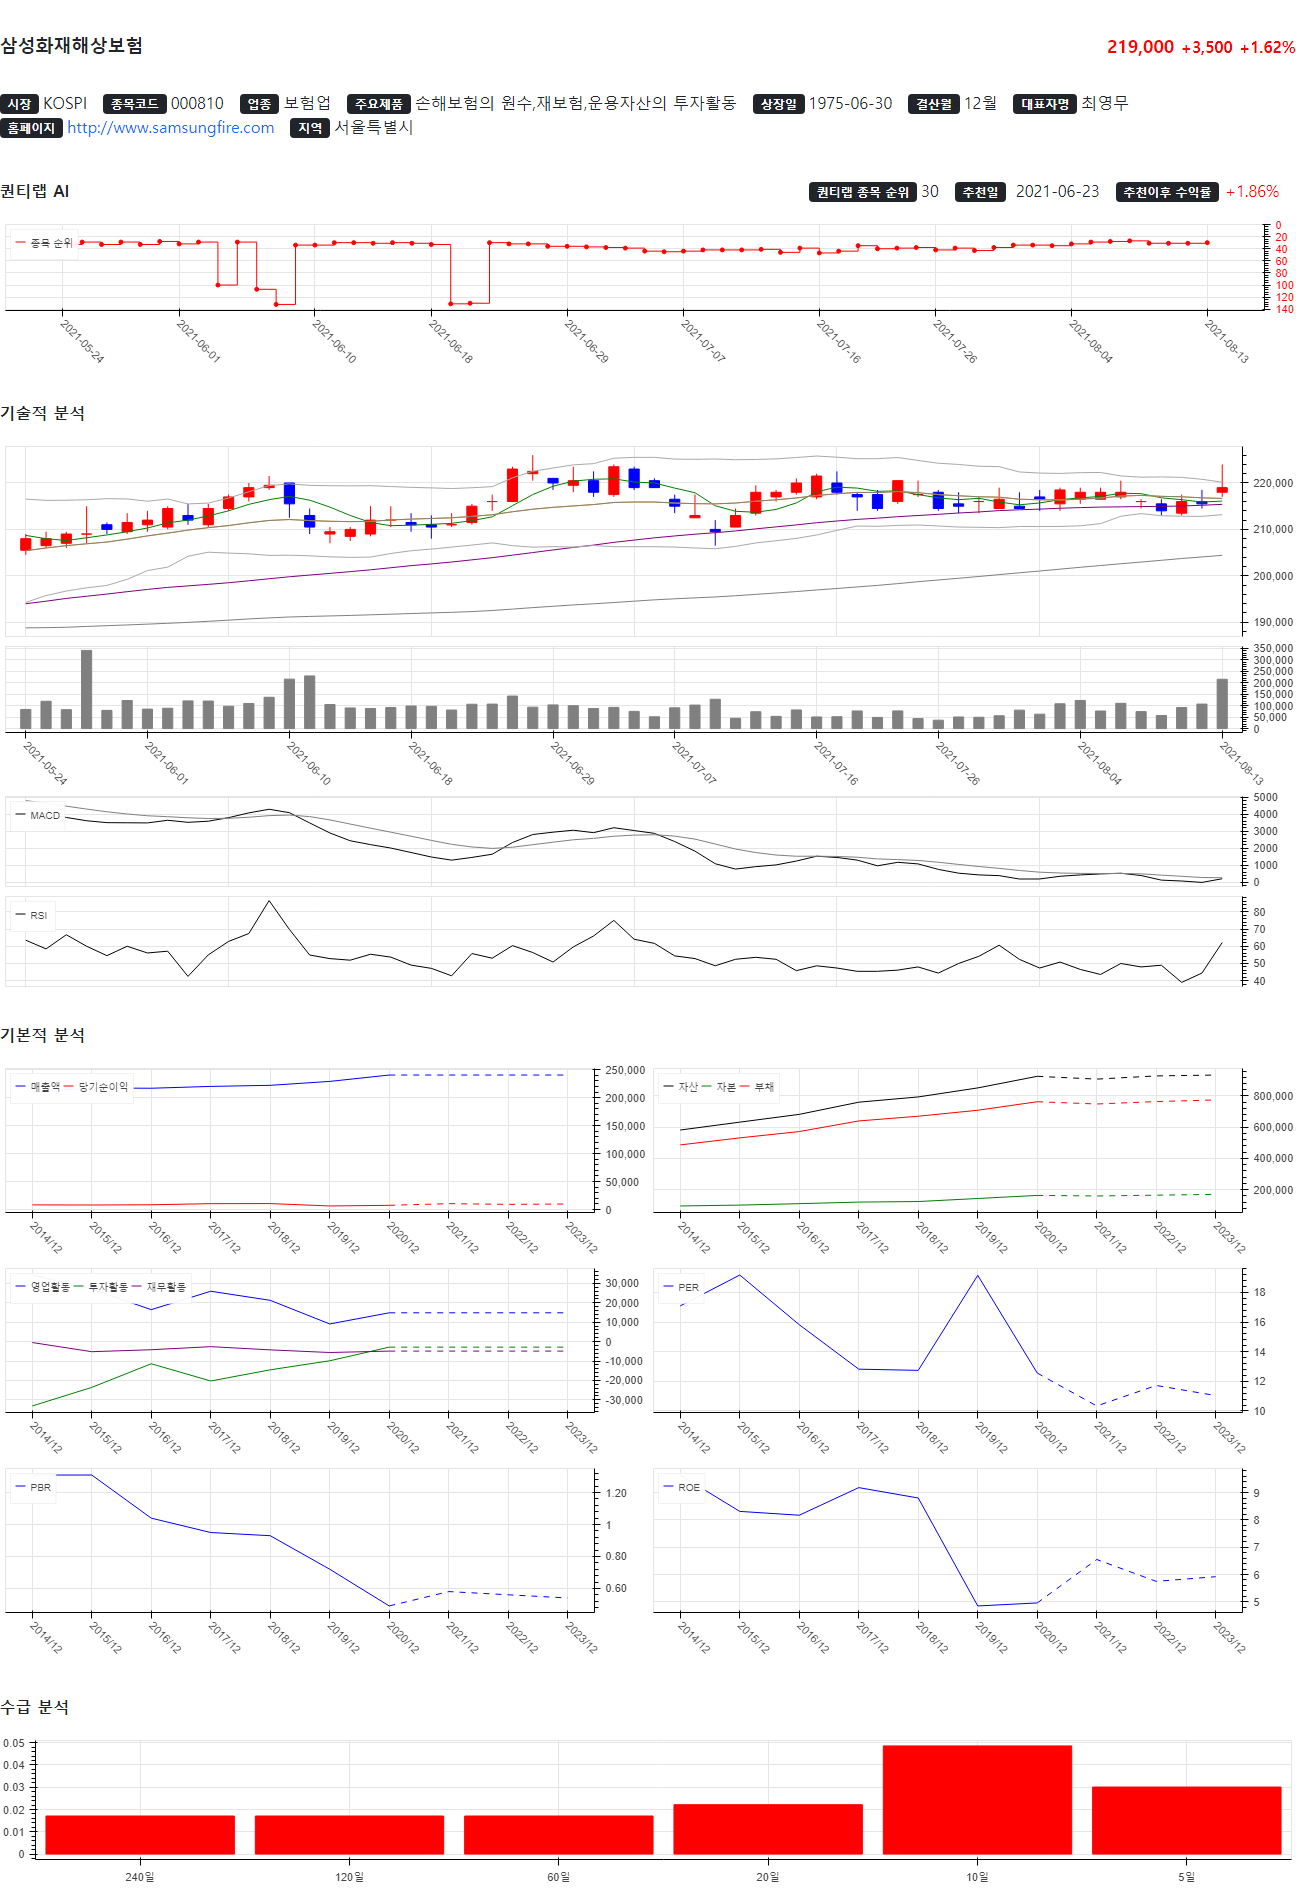 삼성화재해상보험
219,000 +3,500 +1.62%
시장 KOSPI 종목코드 000810 업종 보험업 주요제품 손해보험의 원수,재보험,운용자산의 투자활동 상장일 1975-06-30 결산월 12월 대표자명 최영무
홈페이지 http://www.samsungfire.com 지역 서울특별시
퀀티랩 AI
퀀티랩 종목 순위 30 추천일 2021-06-23 추천이후 수익률 +1.86%
종목 순위
0
20
40
60
80
100
120
140
2021-05-24 2021-06-01 2021-06-10 2021-06-18 2021-06-29 2021-07-07 2021-07-16 2021-07-26 2021-08-04 2021-08-13
기술적 분석
220,000
210,000
200,000
190,000
350,000
300,000
250,000
200,000
150,000
100,000
50,000
0
2021-05-24 2021-06-01 2021-06-10 2021-06-18 2021-06-29 2021-07-07 2021-07-16 2021-07-26 2021-08-04 2021-08-13
MACD
5000
4000
3000
2000
1000
0
RSI
80
70
60
50
40
기본적 분석
매출액 당기순이익
250,000
200,000
150,000
100,000
50,000
0
2014/12 2015/12 2016/12 2017/12 2018/12 2019/12 2020/12 2021/12 2022/12 2023/12
자산 자본 부채
800,000
600,000
400,000
200,000
2014/12 2015/12 2016/12 2017/12 2018/12 2019/12 2020/12 2021/12 2022/12 2023/12
영업활동 투자활동 재무활동
30,000
20,000
10,000
0
-10,000
-20,000
-30,000
2014/12 2015/12 2016/12 2017/12 2018/12 2019/12 2020/12 2021/12 2022/12 2023/12
PER
18
16
14
12
10
2014/12 2015/12 2016/12 2017/12 2018/12 2019/12 2020/12 2021/12 2022/12 2023/12
PBR
1.20
1
0.80
0.60
2014/12 2015/12 2016/12 2017/12 2018/12 2019/12 2020/12 2021/12 2022/12 2023/12
ROE
9
8
7
6
5
2014/12 2015/12 2016/12 2017/12 2018/12 2019/12 2020/12 2021/12 2022/12 2023/12
수급 분석
0.05
0.04
0.03
0.02
0.01
0
240일 120일 60일 20일 10일 5일